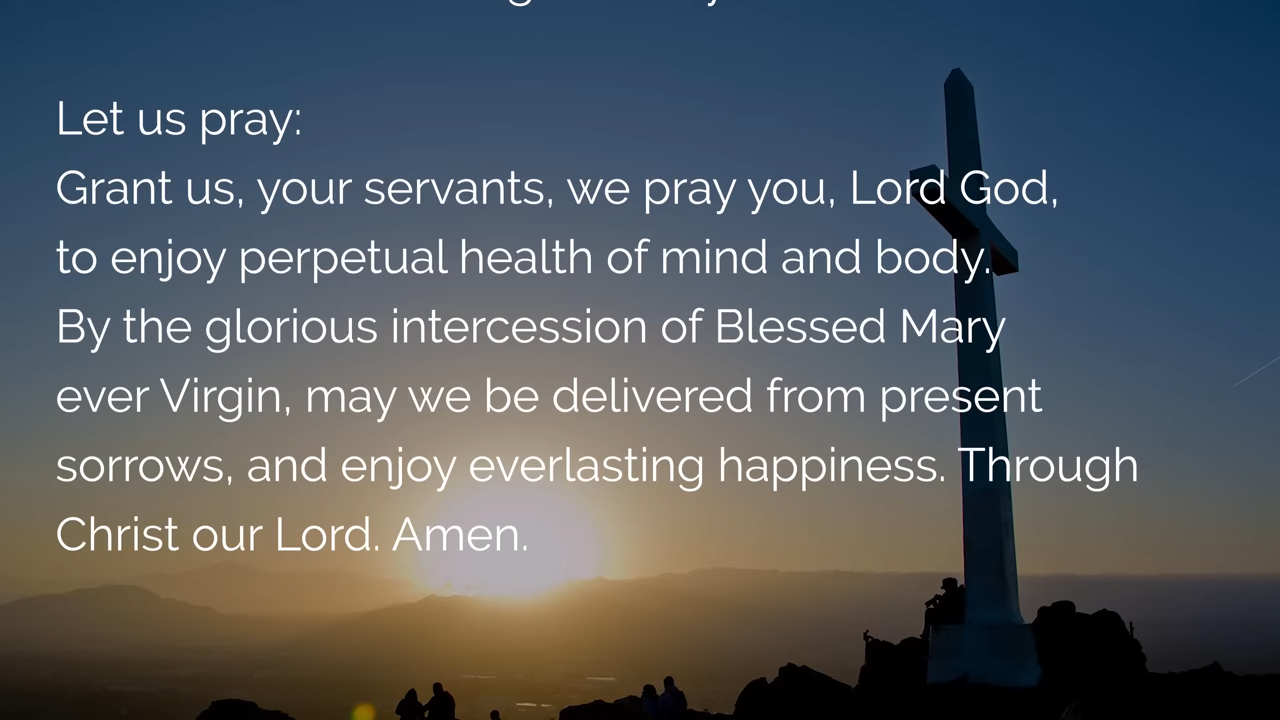 Let us pray:
Grant us, your servants, we pray you, Lord God,
to enjoy perpetual health of mind and body.
By the glorious intercession of Blessed Mary
ever Virgin, may we be delivered from present
sorrows, and enjoy everlasting happiness. Through
Christ our Lord. Amen.